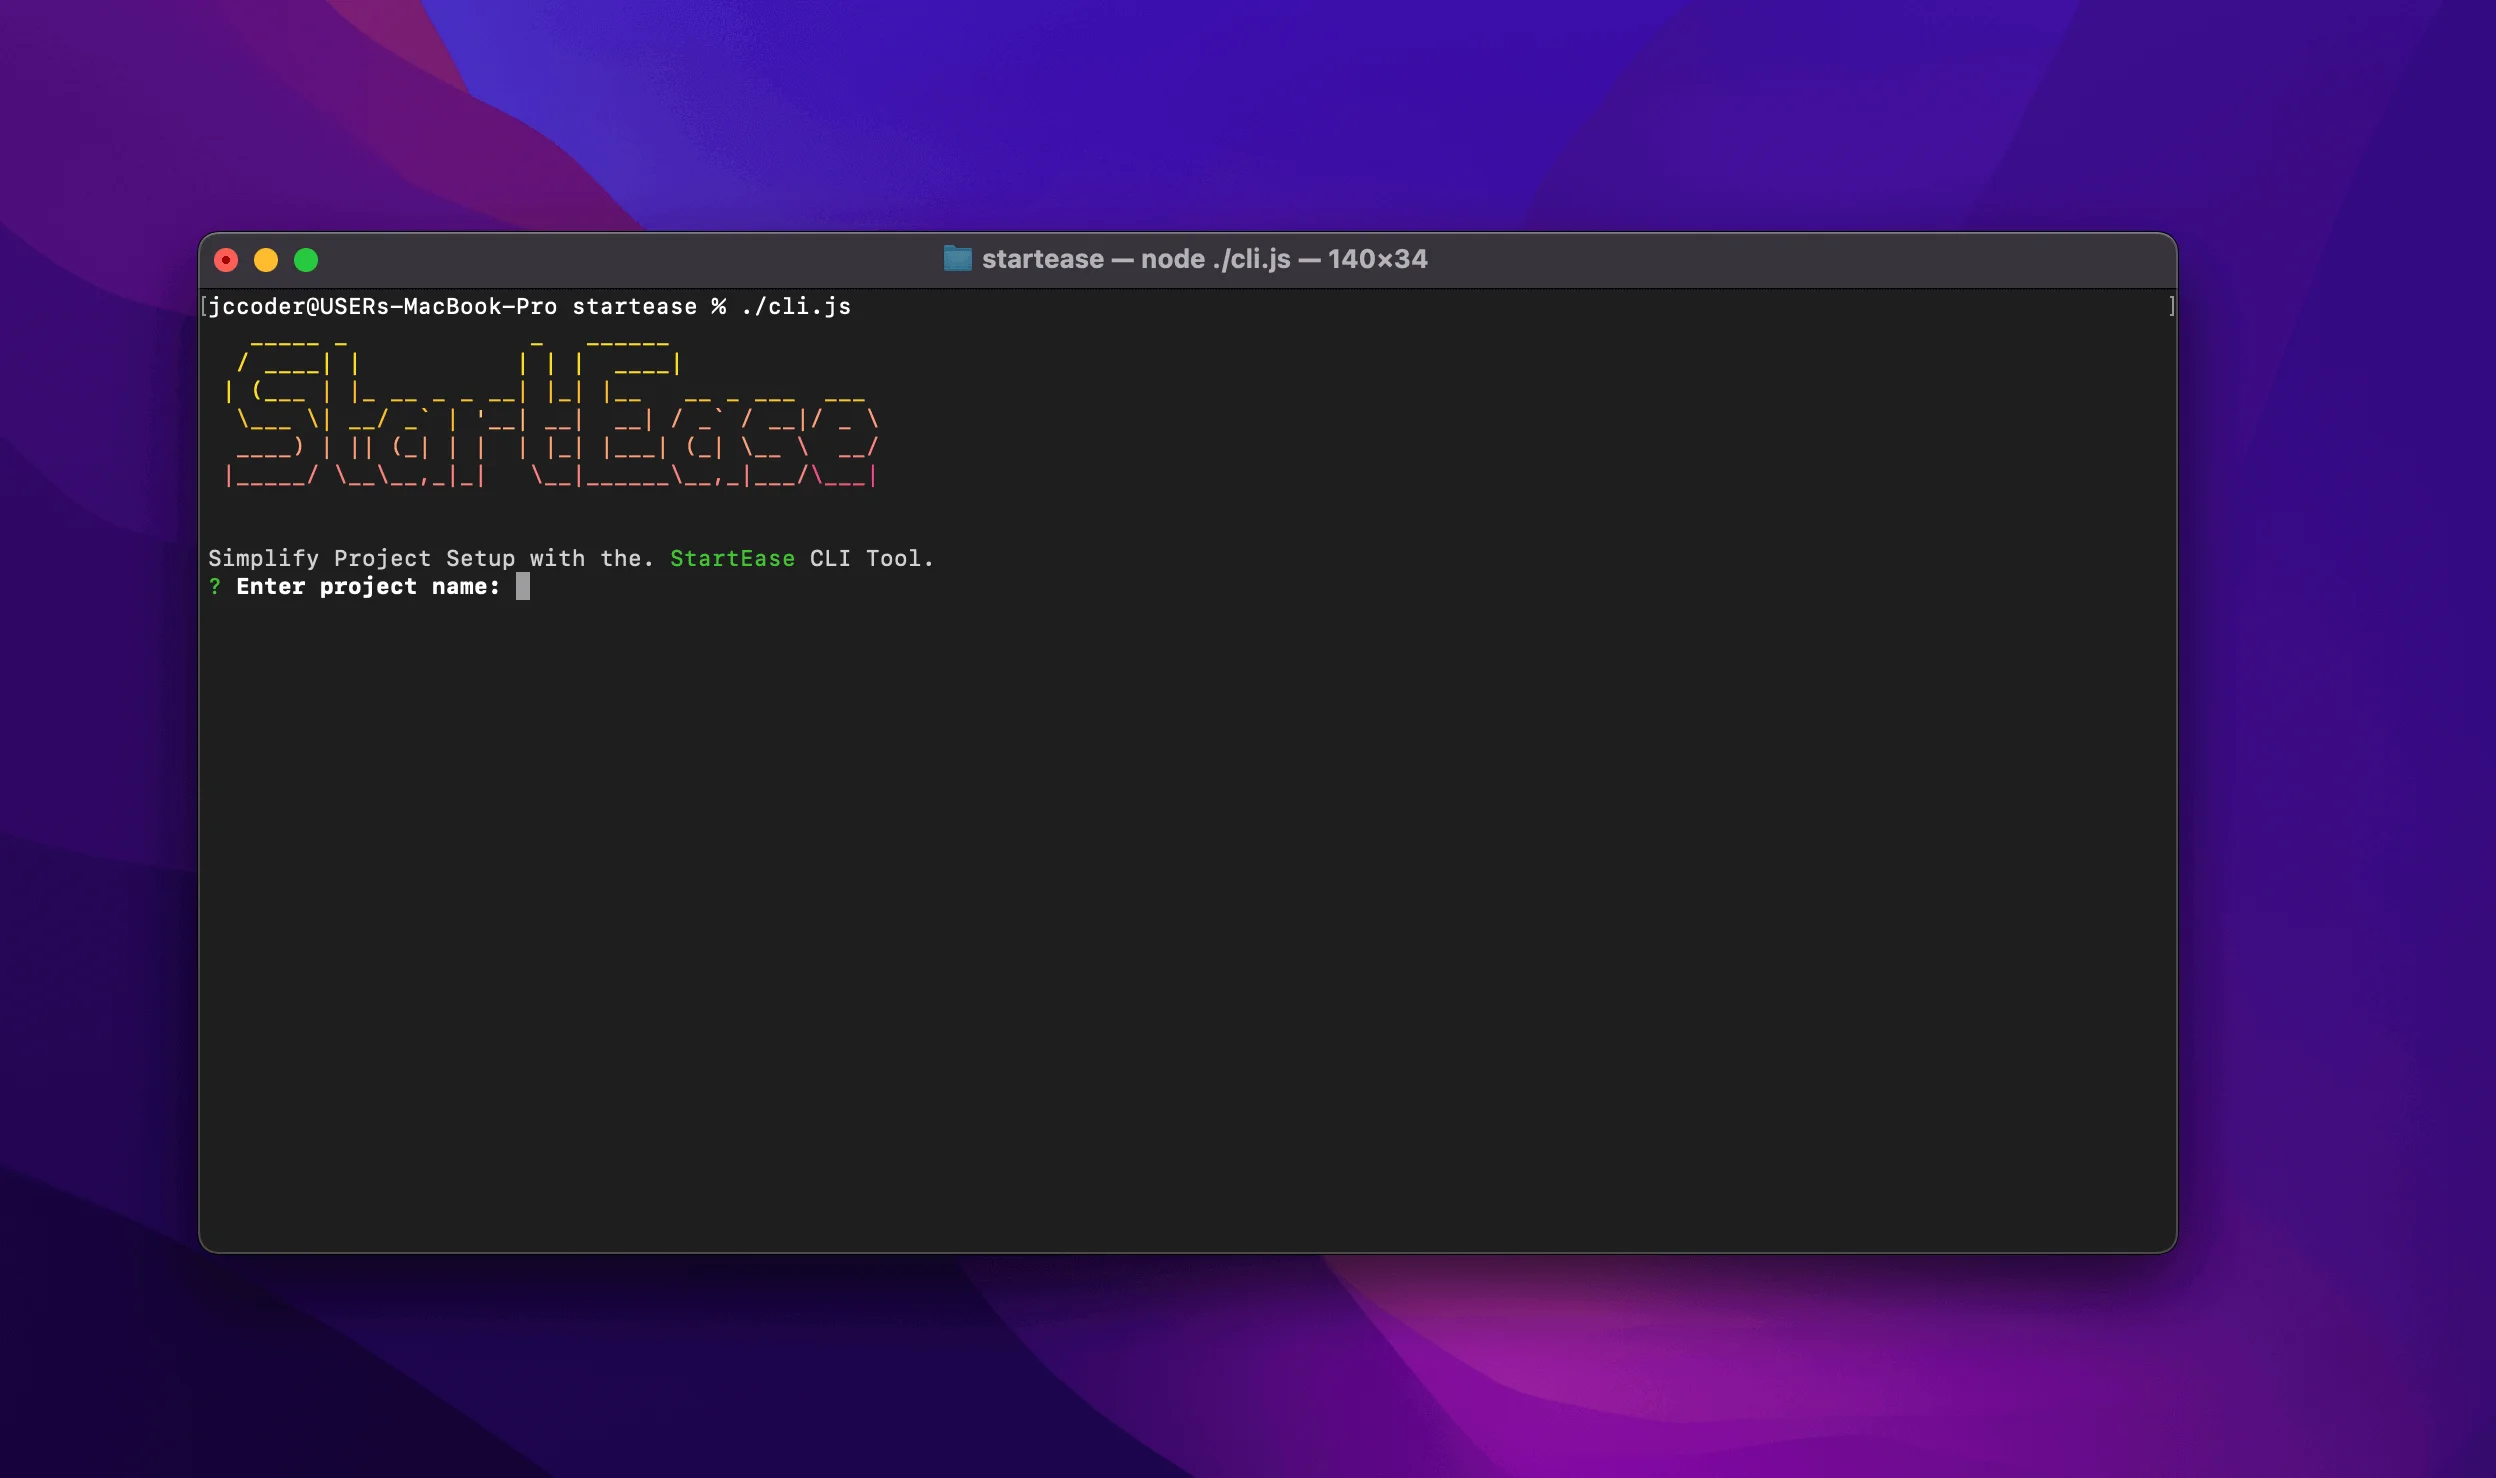 startease — node ./cli.js — 140×34
[jccoder@USERs-MacBook-Pro startease % ./cli.js ]
StartEase
Simplify Project Setup with the. StartEase CLI Tool.
? Enter project name: